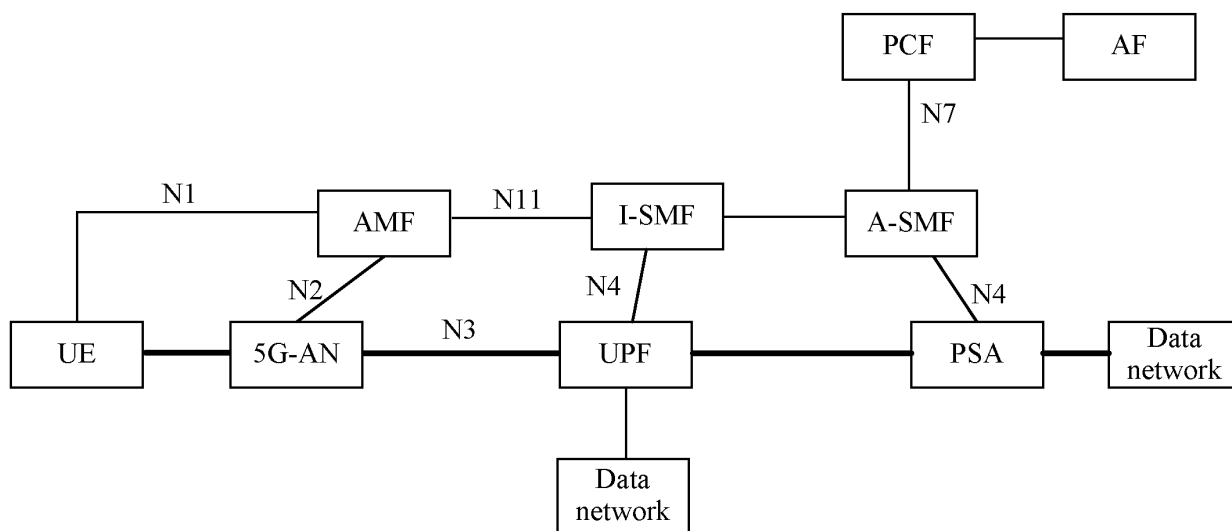 PCF
AF
N7
N1
AMF
N11
I-SMF
A-SMF
N2
N4
N4
UE
5G-AN
N3
UPF
PSA
Data
network
Data
network